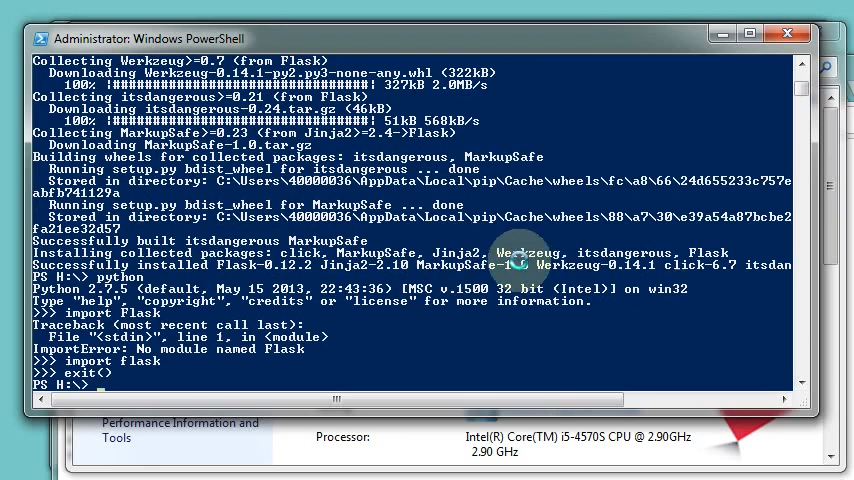 Administrator: Windows PowerShell
Collecting Werkzeug>=0.7 (from Flask)
  Downloading Werkzeug-0.14.1-py2.py3-none-any.whl (322kB)
    100% |################################| 327kB 2.0MB/s
Collecting itsdangerous>=0.21 (from Flask)
  Downloading itsdangerous-0.24.tar.gz (46kB)
    100% |################################| 51kB 568kB/s
Collecting MarkupSafe>=0.23 (from Jinja2>=2.4->Flask)
  Downloading MarkupSafe-1.0.tar.gz
Building wheels for collected packages: itsdangerous, MarkupSafe
  Running setup.py bdist_wheel for itsdangerous ... done
  Stored in directory: C:\Users\40000036\AppData\Local\pip\Cache\wheels\fc\a8\66\24d655233c757e
abfb741129a
  Running setup.py bdist_wheel for MarkupSafe ... done
  Stored in directory: C:\Users\40000036\AppData\Local\pip\Cache\wheels\88\a7\30\e39a54a87bcbe2
fa21ee32d57
Successfully built itsdangerous MarkupSafe
Installing collected packages: click, MarkupSafe, Jinja2, Werkzeug, itsdangerous, Flask
Successfully installed Flask-0.12.2 Jinja2-2.10 Werkzeug-0.14.1 click-6.7 itsdan
PS H:\> python
Python 2.7.5 (default, May 15 2013, 22:43:36) [MSC v.1500 32 bit (Intel)] on win32
Type "help", "copyright", "credits" or "license" for more information.
>>> import Flask
Traceback (most recent call last):
  File "<stdin>", line 1, in <module>
ImportError: No module named Flask
>>> import flask
>>> exit()
PS H:\>
Performance Information and
Tools
Processor:
Intel(R) Core(TM) i5-4570S CPU @ 2.90GHz
2.90 GHz